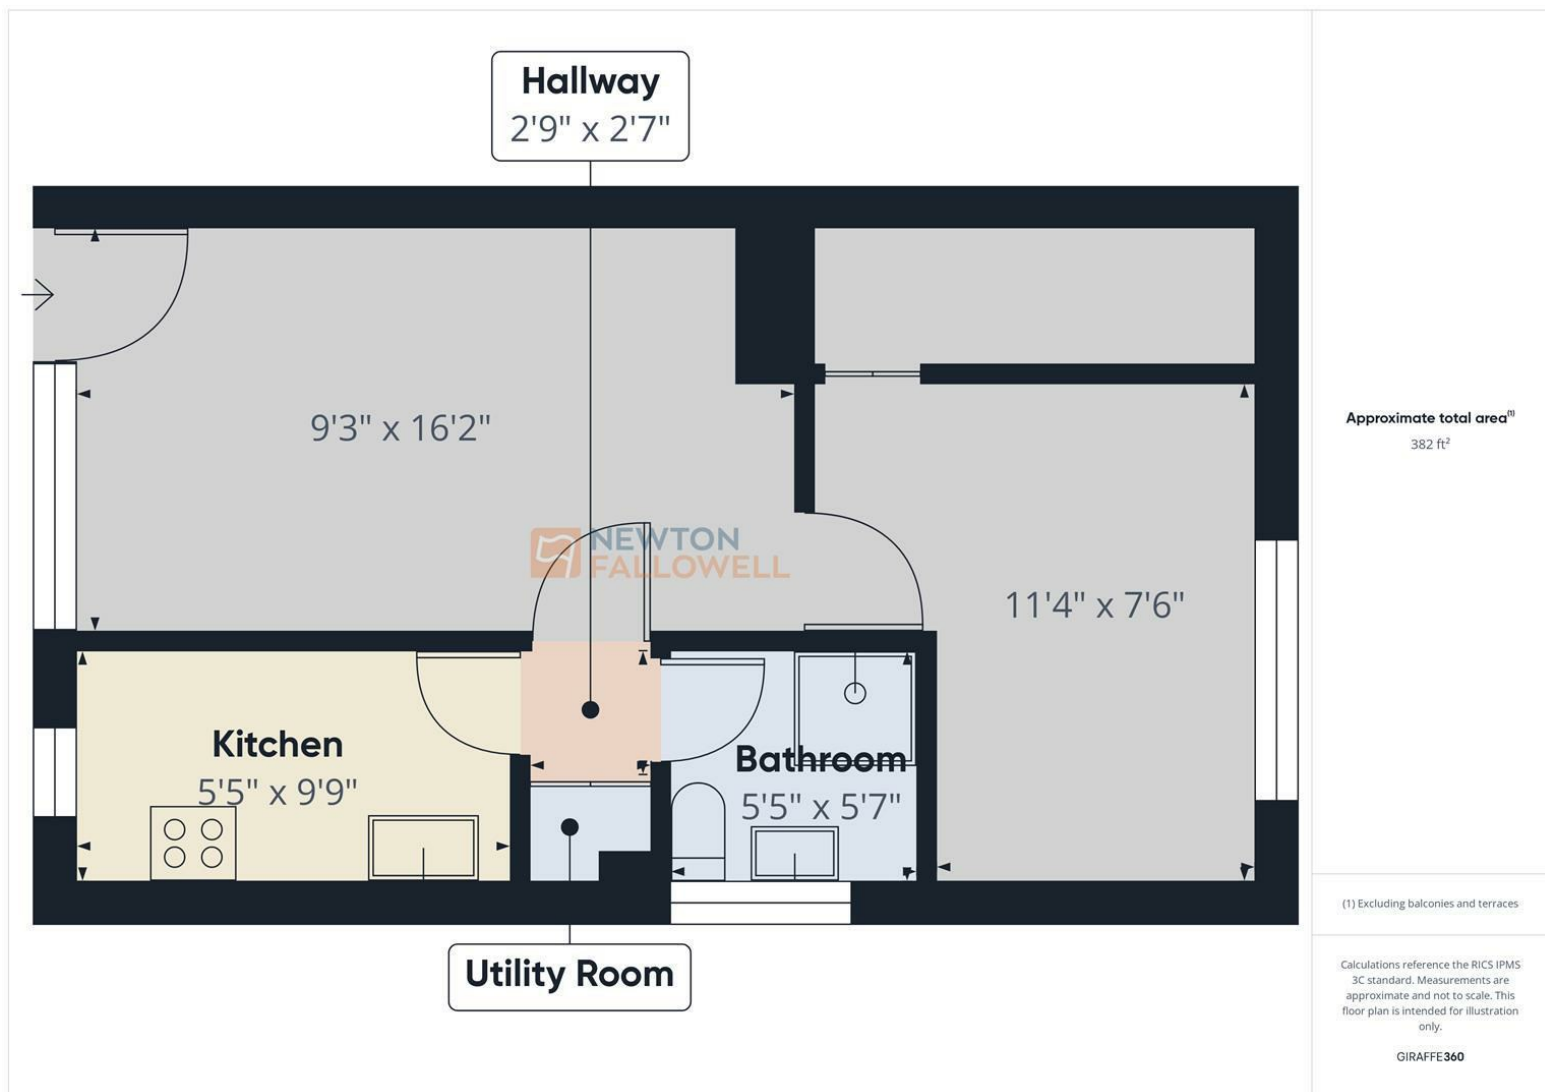 Hallway
2'9" x 2'7"
9'3" x 16'2"
NEWTON
FALLOWELL
11'4" x 7'6"
Kitchen
5'5" x 9'9"
Bathroom
5'5" x 5'7"
Utility Room
Approximate total area(1)
382 ft²
(1) Excluding balconies and terraces
Calculations reference the RICS IPMS
3C standard. Measurements are
approximate and not to scale. This
floor plan is intended for illustration
only.
GIRAFFE360